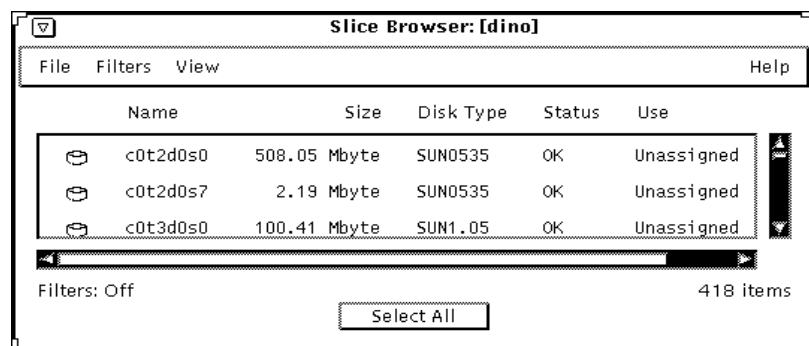 Slice Browser: [dino]
File Filters View Help
Name Size Disk Type Status Use
c0t2d0s0 508.05 Mbyte SUN0535 OK Unassigned
c0t2d0s7 2.19 Mbyte SUN0535 OK Unassigned
c0t3d0s0 100.41 Mbyte SUN1.05 OK Unassigned
Filters: Off 418 items
Select All